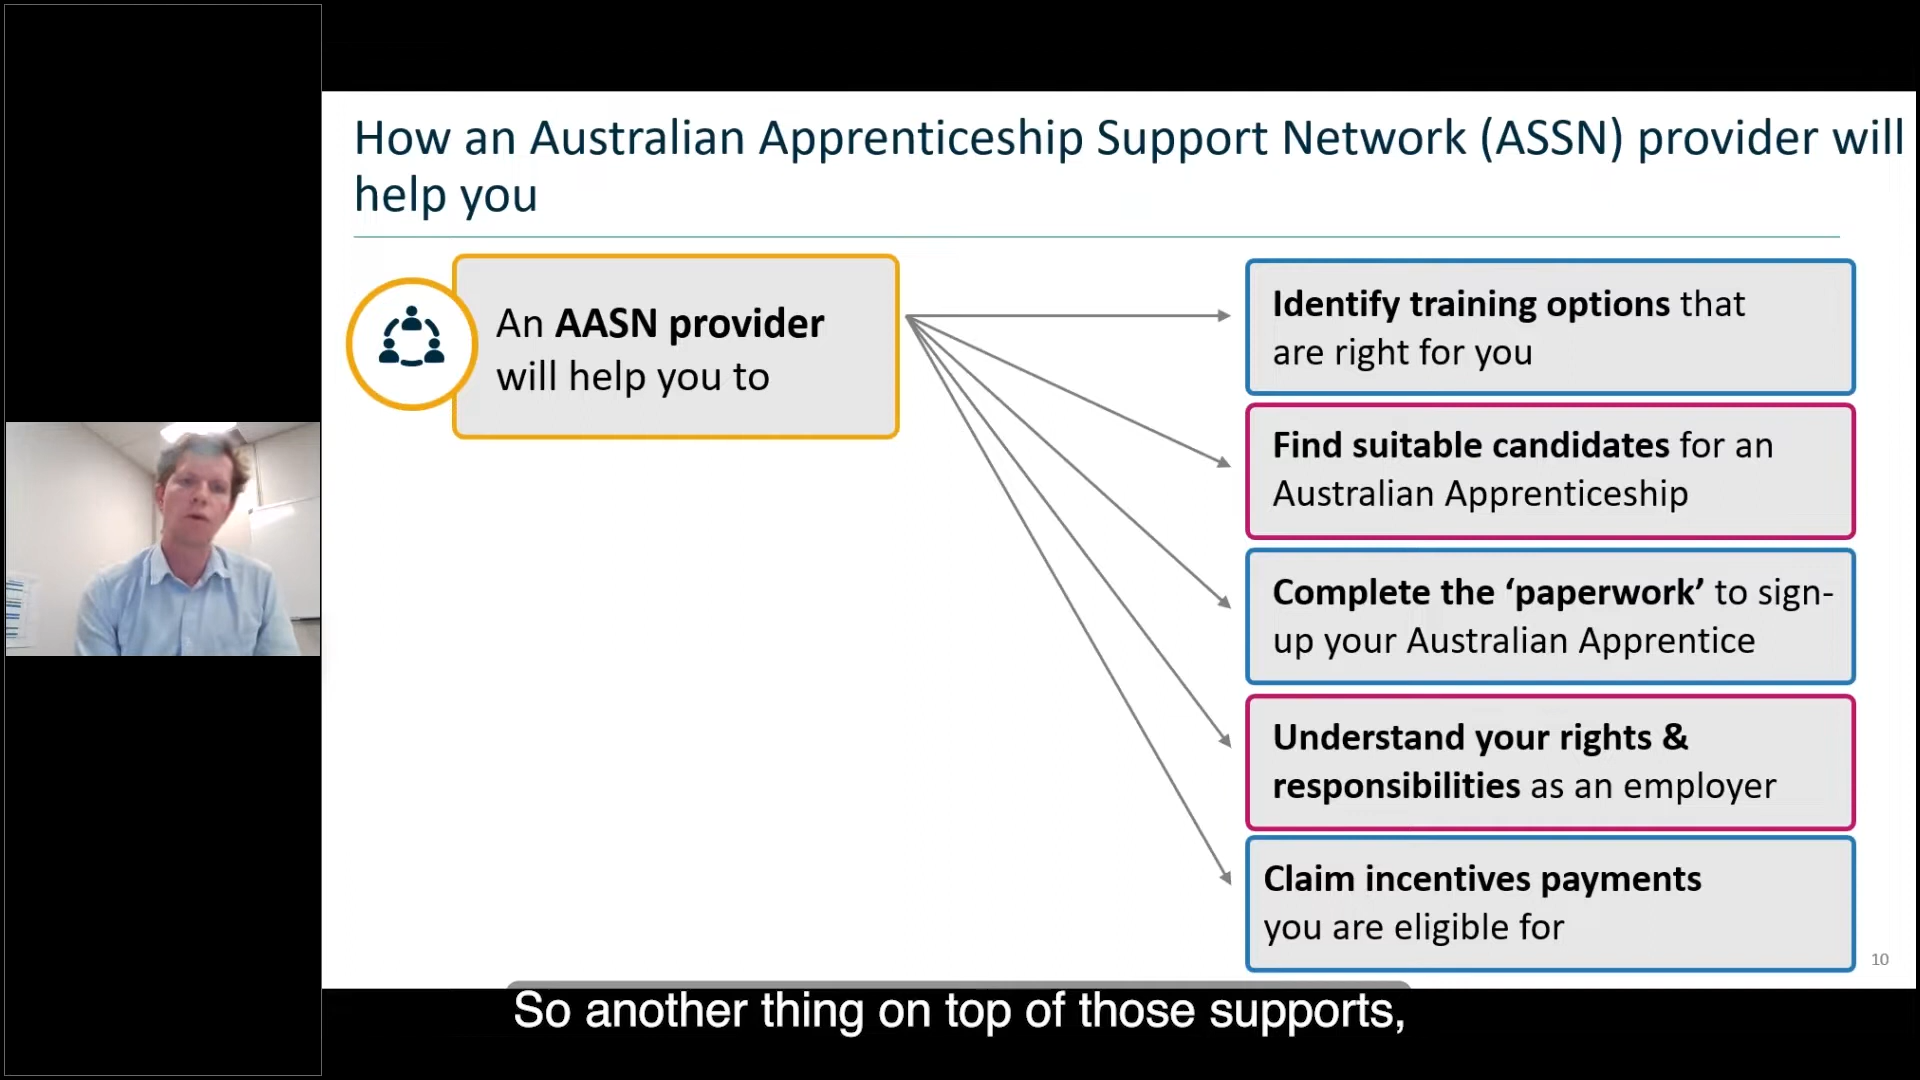 How an Australian Apprenticeship Support Network (ASSN) provider will
help you
An AASN provider
will help you to
Identify training options that
are right for you
Find suitable candidates for an
Australian Apprenticeship
Complete the ‘paperwork’ to sign-
up your Australian Apprentice
Understand your rights &
responsibilities as an employer
Claim incentives payments
you are eligible for
10
So another thing on top of those supports,